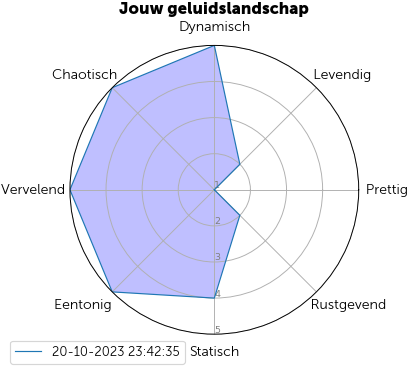 Jouw geluidslandschap
Dynamisch
Chaotisch
Levendig
Vervelend
Prettig
1
2
3
4
5
Eentonig
Rustgevend
Statisch
20-10-2023 23:42:35